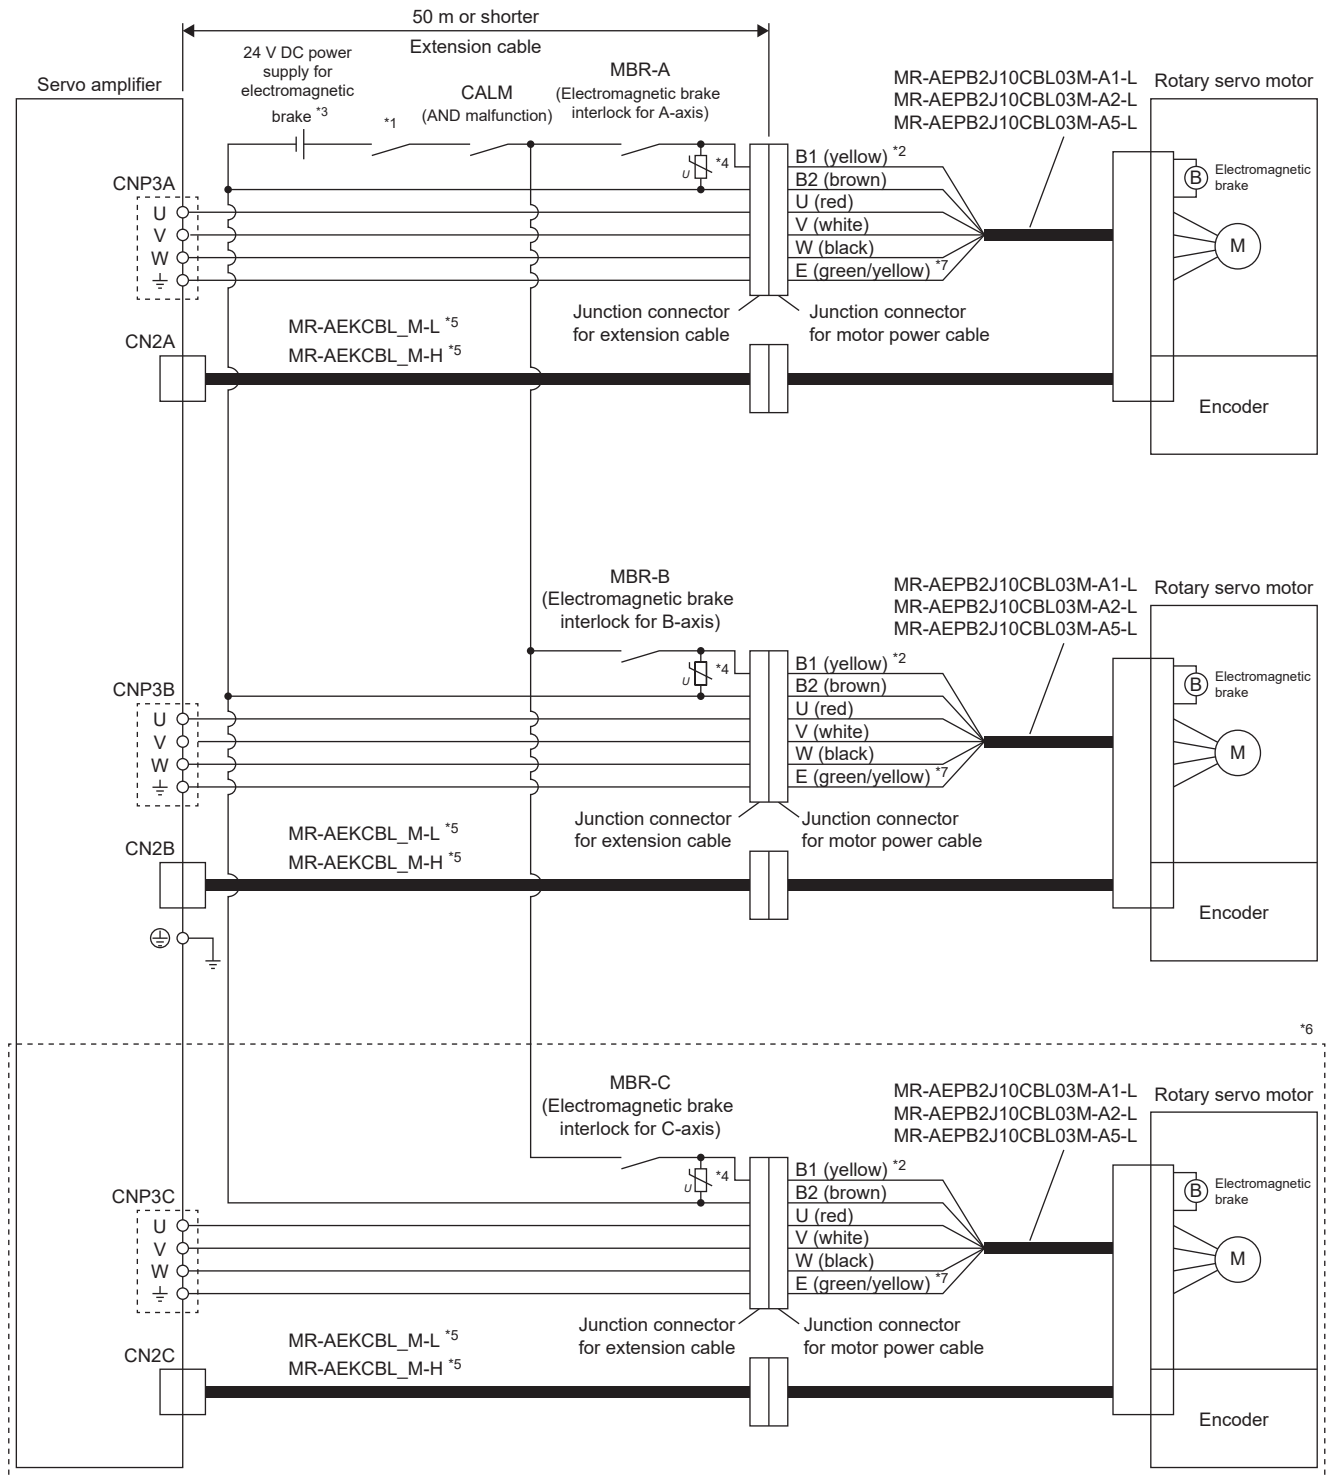 50 m or shorter
Extension cable
24 V DC power
supply for
electromagnetic
brake *3
*1
CALM
(AND malfunction)
MBR-A
(Electromagnetic brake
interlock for A-axis)
MR-AEPB2J10CBL03M-A1-L
MR-AEPB2J10CBL03M-A2-L
MR-AEPB2J10CBL03M-A5-L
Servo amplifier
Rotary servo motor
*4
U
B1 (yellow) *2
B2 (brown)
U (red)
V (white)
W (black)
E (green/yellow) *7
B
Electromagnetic
brake
M
CNP3A
U
V
W
Junction connector
for extension cable
Junction connector
for motor power cable
CN2A
MR-AEKCBL_M-L *5
MR-AEKCBL_M-H *5
Encoder
MBR-B
(Electromagnetic brake
interlock for B-axis)
MR-AEPB2J10CBL03M-A1-L
MR-AEPB2J10CBL03M-A2-L
MR-AEPB2J10CBL03M-A5-L
Rotary servo motor
*4
U
B1 (yellow) *2
B2 (brown)
U (red)
V (white)
W (black)
E (green/yellow) *7
B
Electromagnetic
brake
M
CNP3B
U
V
W
Junction connector
for extension cable
Junction connector
for motor power cable
CN2B
MR-AEKCBL_M-L *5
MR-AEKCBL_M-H *5
Encoder
*6
MBR-C
(Electromagnetic brake
interlock for C-axis)
MR-AEPB2J10CBL03M-A1-L
MR-AEPB2J10CBL03M-A2-L
MR-AEPB2J10CBL03M-A5-L
Rotary servo motor
*4
U
B1 (yellow) *2
B2 (brown)
U (red)
V (white)
W (black)
E (green/yellow) *7
B
Electromagnetic
brake
M
CNP3C
U
V
W
Junction connector
for extension cable
Junction connector
for motor power cable
CN2C
MR-AEKCBL_M-L *5
MR-AEKCBL_M-H *5
Encoder